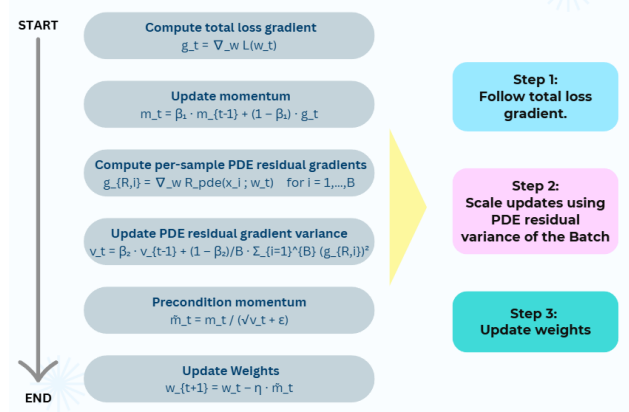 START
Compute total loss gradient
g_t = ∇_w L(w_t)
Update momentum
m_t = β₁ · m_{t-1} + (1 − β₁) · g_t
Compute per-sample PDE residual gradients
g_{R,i} = ∇_w R_pde(x_i ; w_t) for i = 1,…,B
Update PDE residual gradient variance
v_t = β₂ · v_{t-1} + (1 − β₂)/B · Σ_{i=1}^{B} (g_{R,i})²
Precondition momentum
m̃_t = m_t / (√v_t + ε)
Update Weights
w_{t+1} = w_t − η · m̃_t
END
Step 1:
Follow total loss
gradient.
Step 2:
Scale updates using
PDE residual
variance of the Batch
Step 3:
Update weights